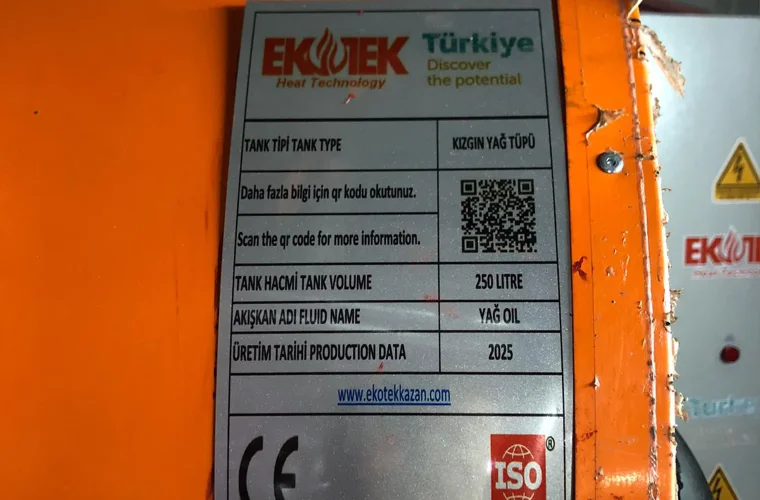 EKOTEK Türkiye
Heat Technology Discover
the potential
TANK TİPİ TANK TYPE KIZGIN YAĞ TÜPÜ
Daha fazla bilgi için qr kodu okutunuz.
Scan the qr code for more information.
TANK HACMİ TANK VOLUME 250 LITRE
AKIŞKAN ADI FLUID NAME YAĞ OIL
ÜRETİM TARİHİ PRODUCTION DATA 2025
www.ekotekkazan.com
CE ISO ®
EKOTEK
Türkiye